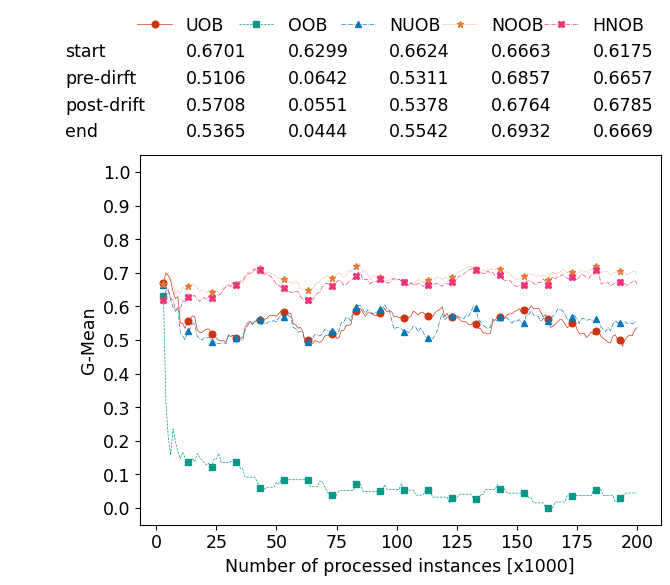 UOB OOB NUOB NOOB HNOB
start 0.6701 0.6299 0.6624 0.6663 0.6175
pre-dirft 0.5106 0.0642 0.5311 0.6857 0.6657
post-drift 0.5708 0.0551 0.5378 0.6764 0.6785
end 0.5365 0.0444 0.5542 0.6932 0.6669
1.0
0.9
0.8
0.7
0.6
0.5
0.4
0.3
0.2
0.1
0.0
G-Mean
0 25 50 75 100 125 150 175 200
Number of processed instances [x1000]